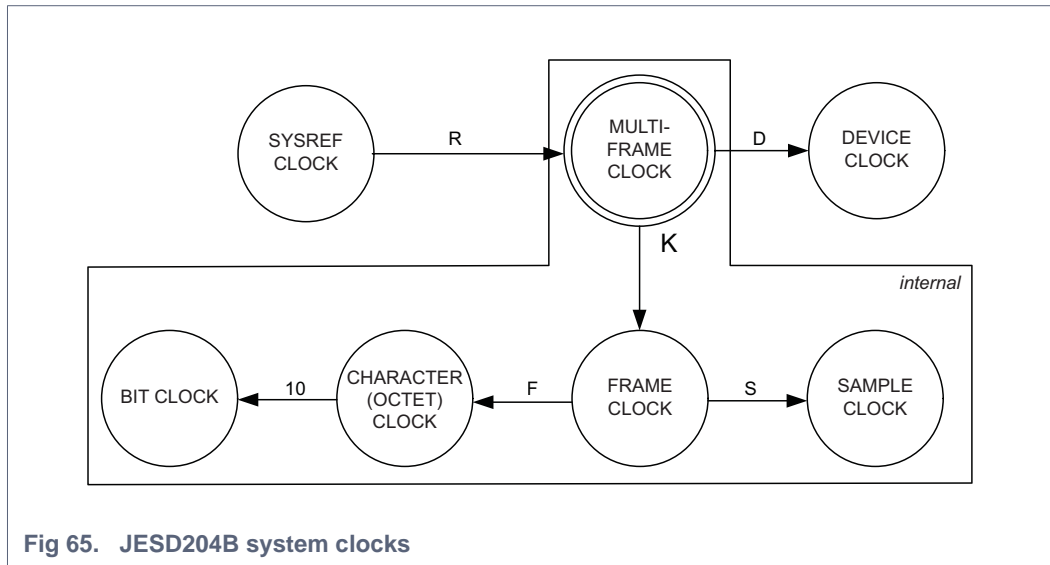 SYSREF
CLOCK
R
MULTI-
FRAME
CLOCK
D
DEVICE
CLOCK
K
internal
BIT CLOCK
10
CHARACTER
(OCTET)
CLOCK
F
FRAME
CLOCK
S
SAMPLE
CLOCK
Fig 65. JESD204B system clocks